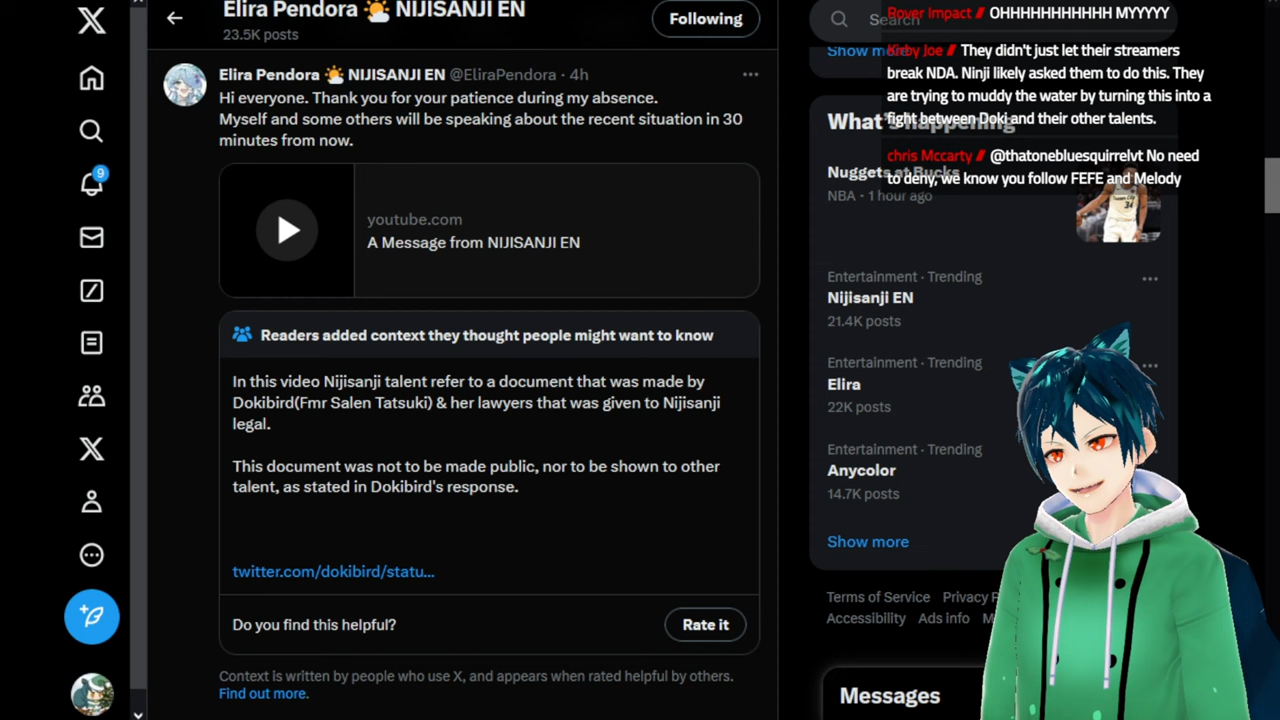 Elira Pendora NIJISANJI EN
23.5K posts
Following
Elira Pendora NIJISANJI EN @EliraPendora · 4h
Hi everyone. Thank you for your patience during my absence.
Myself and some others will be speaking about the recent situation in 30
minutes from now.
youtube.com
A Message from NIJISANJI EN
Readers added context they thought people might want to know
In this video Nijisanji talent refer to a document that was made by
Dokibird(Fmr Salen Tatsuki) & her lawyers that was given to Nijisanji
legal.
This document was not to be made public, nor to be shown to other
talent, as stated in Dokibird's response.
twitter.com/dokibird/statu...
Do you find this helpful?
Rate it
Context is written by people who use X, and appears when rated helpful by others.
Find out more.
9
Search
Show more
What's happening
Nuggets at Bucks
NBA · 1 hour ago
Entertainment · Trending
Nijisanji EN
21.4K posts
Entertainment · Trending
Elira
22K posts
Entertainment · Trending
Anycolor
14.7K posts
Show more
Terms of Service Privacy
Accessibility Ads info
Messages
Rover Impact // OHHHHHHHHHHH MYYYYY
Kirby Joe // They didn't just let their streamers
break NDA. Ninji likely asked them to do this. They
are trying to muddy the water by turning this into a
fight between Doki and their other talents.
chris Mccarty // @thatonebluesquirrelvt No need
to deny, we know you follow FEFE and Melody